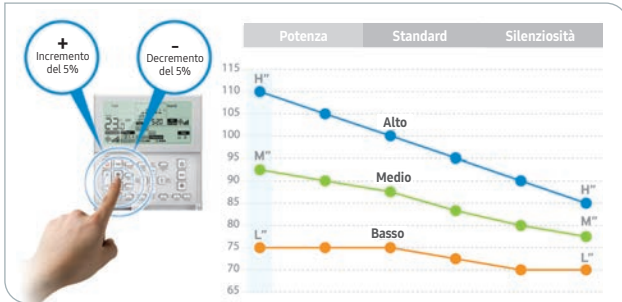 +
Incremento
del 5%
-
Decremento
del 5%
Potenza
Standard
Silenziosità
115
110
105
100
95
90
85
80
75
70
65
H"
Alto
H"
M"
Medio
M"
L"
Basso
L"